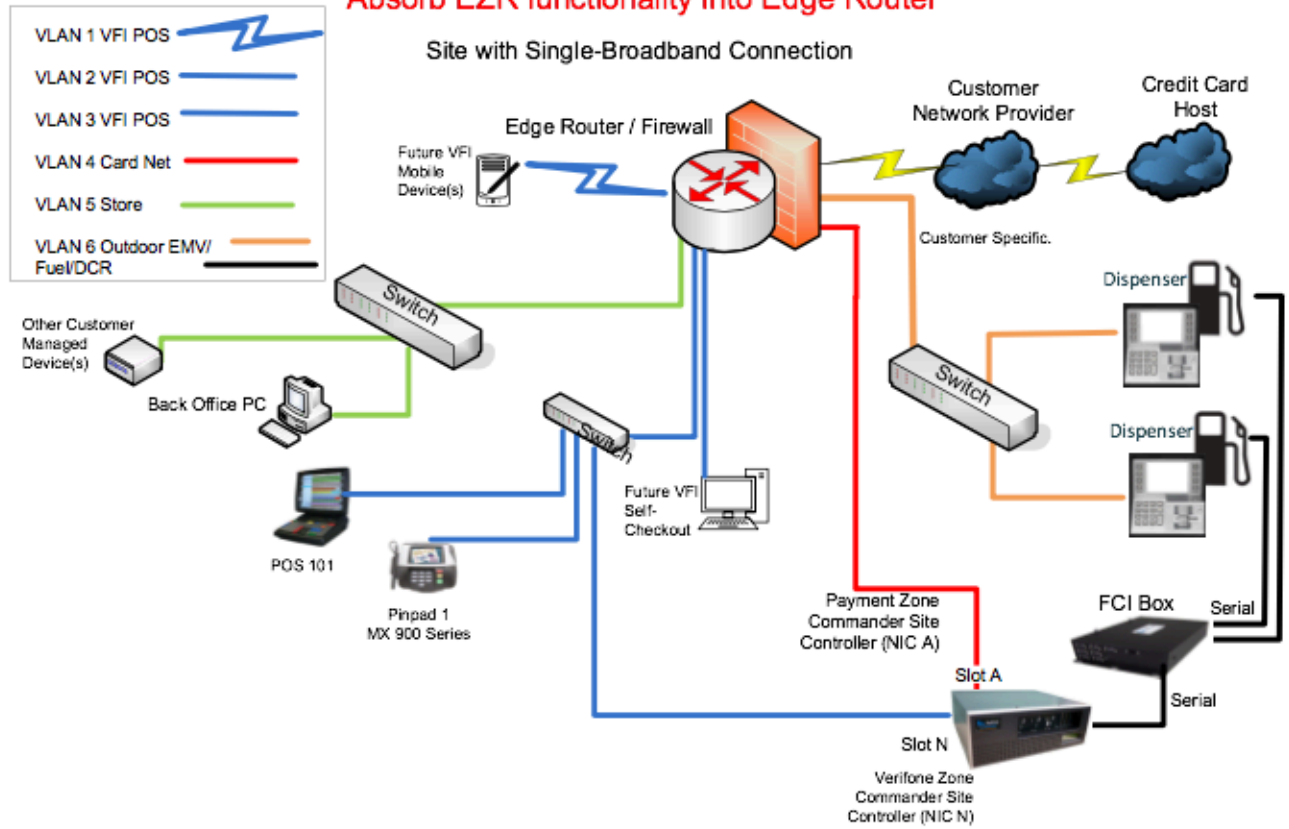 Absorb EZR functionality into Edge Router
Site with Single-Broadband Connection
VLAN 1 VFI POS
VLAN 2 VFI POS
VLAN 3 VFI POS
VLAN 4 Card Net
VLAN 5 Store
VLAN 6 Outdoor EMV/
Fuel/DCR
Edge Router / Firewall
Customer
Network Provider
Credit Card
Host
Future VFI
Mobile
Device(s)
Customer Specific.
Switch
Other Customer
Managed
Device(s)
Back Office PC
Switch
Dispenser
Switch
Dispenser
POS 101
Pinpad 1
MX 900 Series
Future VFI
Self-
Checkout
Payment Zone
Commander Site
Controller (NIC A)
FCI Box
Serial
Slot A
Serial
Slot N
Verifone Zone
Commander Site
Controller (NIC N)